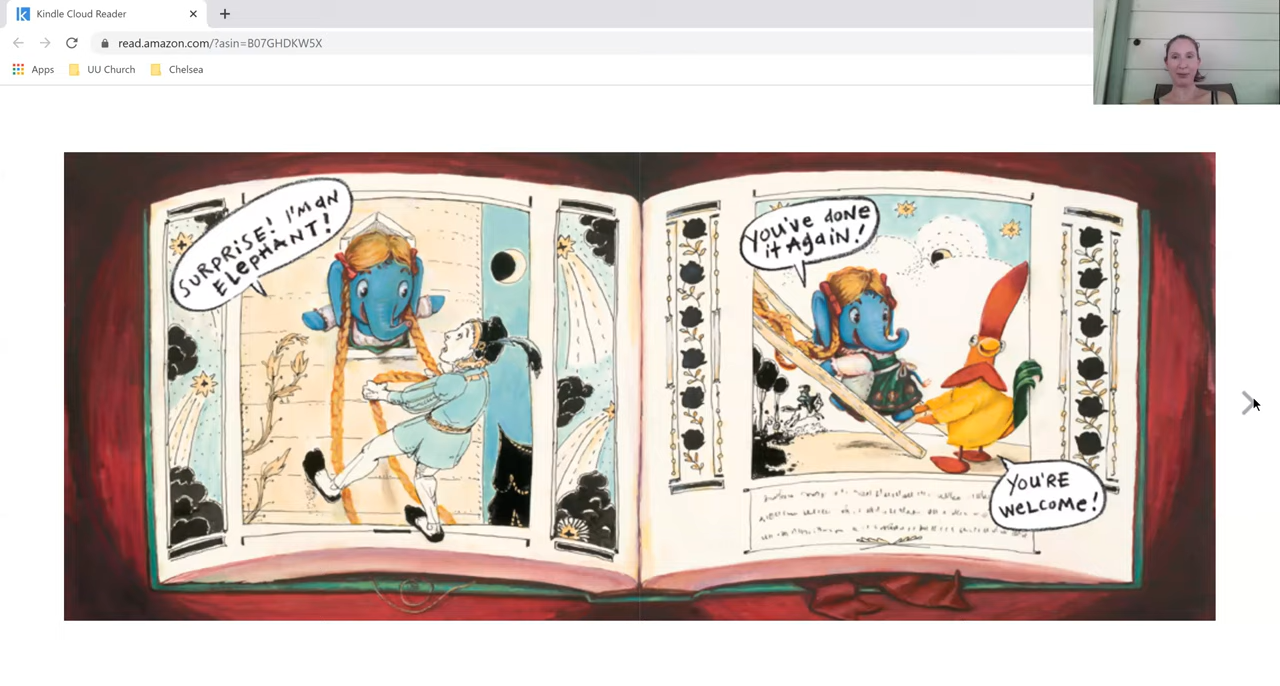 Kindle Cloud Reader
read.amazon.com/?asin=B07GHDKW5X
Apps
UU Church
Chelsea
SURPRISE! I'M AN
ELEPHANT!
YOU'VE DONE
it AgAiN!
YOU'RE
WELCOME!